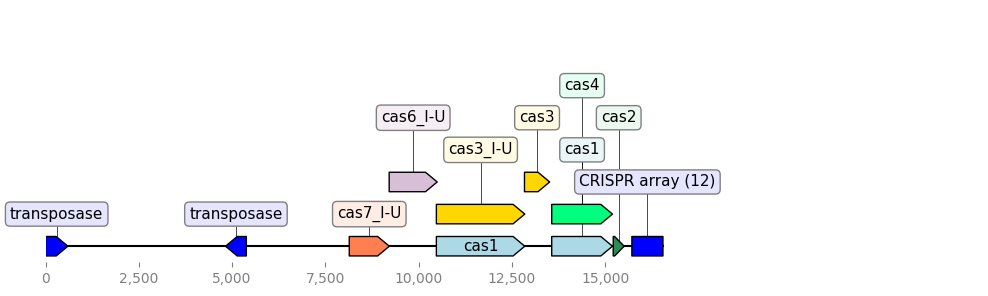 cas4
cas6_I-U
cas3
cas2
cas3_I-U
cas1
CRISPR array (12)
transposase
transposase
cas7_I-U
cas1
0
2,500
5,000
7,500
10,000
12,500
15,000